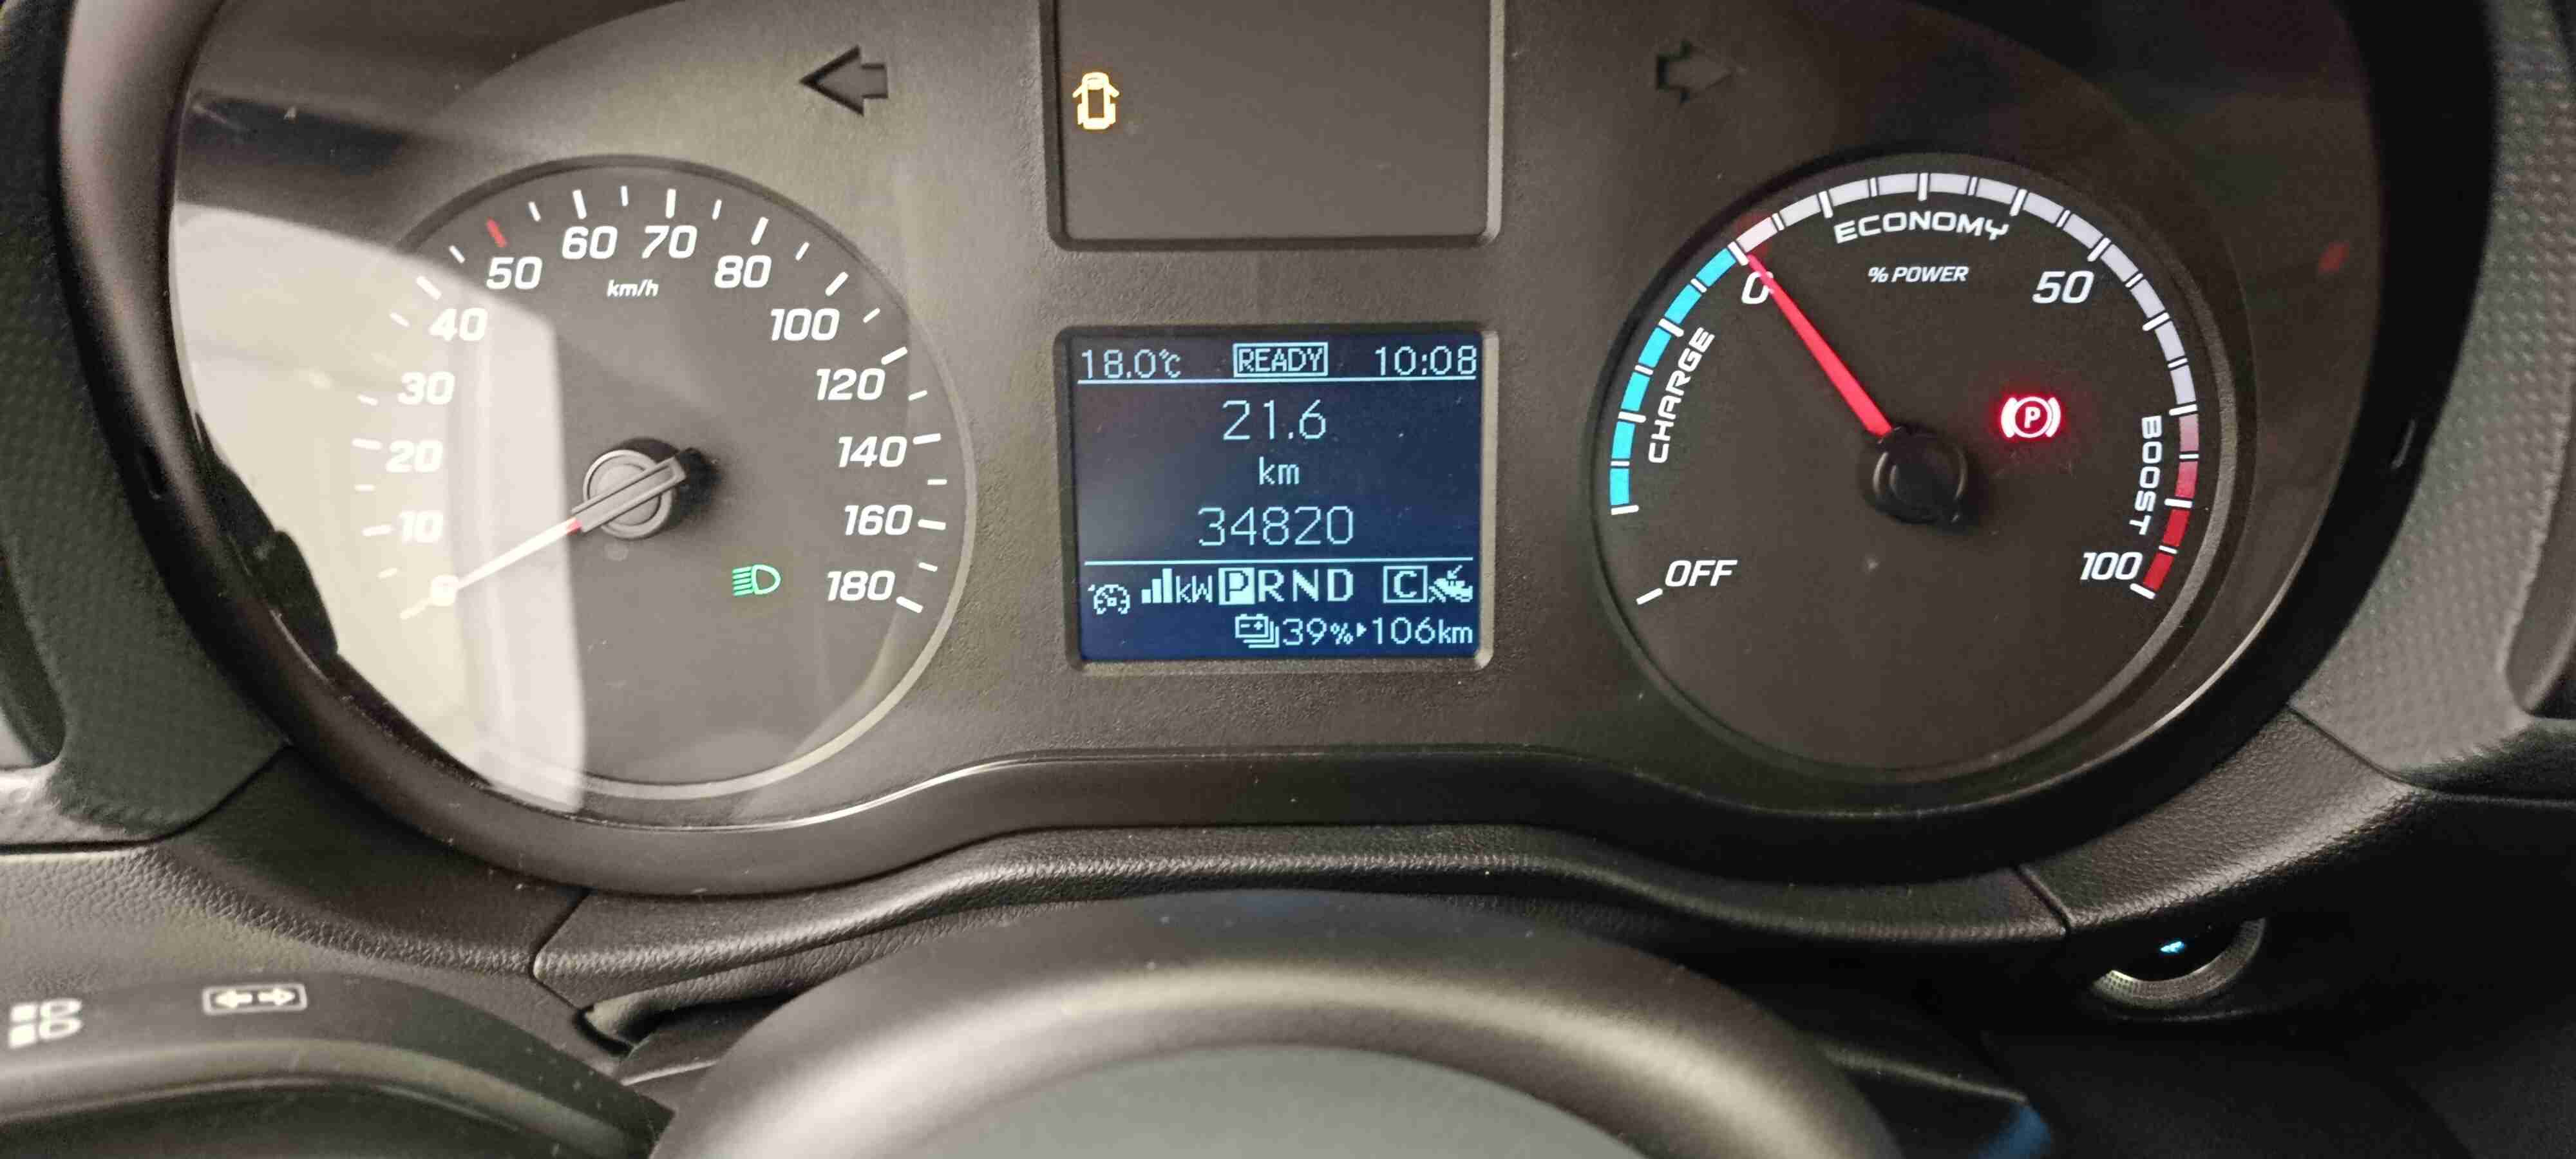 50 60 70 80 100 120 140 160 180
km/h
40
30
20
10
18.0℃ READY 10:08
21.6
km
34820
kW PRND C
39%▸106km
ECONOMY
% POWER
0 50 100
CHARGE
BOOST
OFF
P